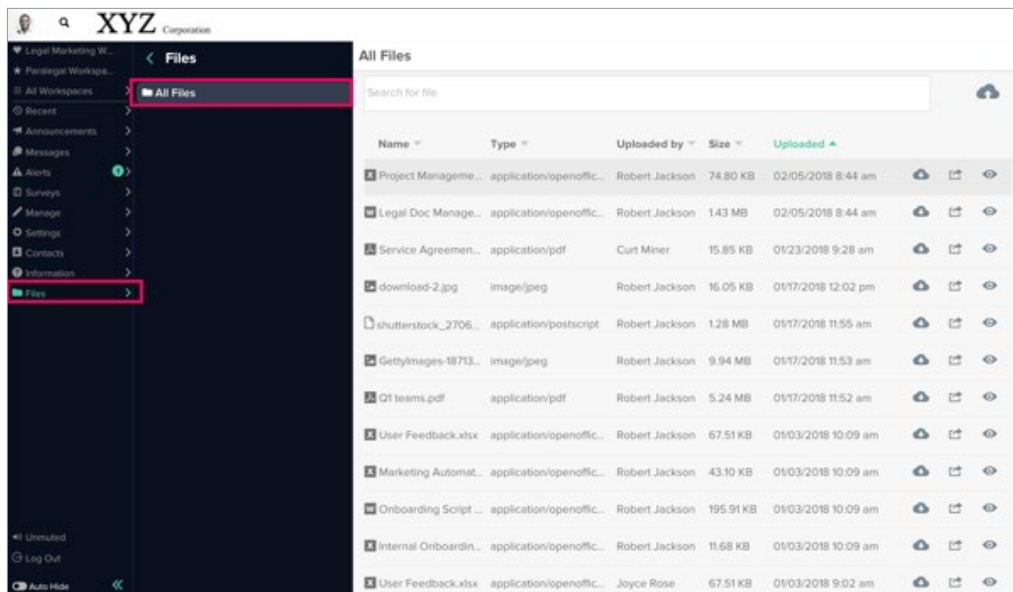 XYZ Corporation
Legal Marketing W...
Paralegal Workspa...
All Workspaces
Recent
Announcements
Messages
Alerts 1
Surveys
Manage
Settings
Contacts
Information
Files
Unmuted
Log Out
Auto Hide
Files
All Files
All Files
Search for file
Name Type Uploaded by Size Uploaded
Project Manageme... application/openoffic... Robert Jackson 74.80 KB 02/05/2018 8:44 am
Legal Doc Manage... application/openoffic... Robert Jackson 1.43 MB 02/05/2018 8:44 am
Service Agreemen... application/pdf Curt Miner 15.85 KB 01/23/2018 9:28 am
download-2.jpg image/jpeg Robert Jackson 16.05 KB 01/17/2018 12:02 pm
shutterstock_2706... application/postscript Robert Jackson 1.28 MB 01/17/2018 11:55 am
GettyImages-18713... image/jpeg Robert Jackson 9.94 MB 01/17/2018 11:53 am
Q1 teams.pdf application/pdf Robert Jackson 5.24 MB 01/17/2018 11:52 am
User Feedback.xlsx application/openoffic... Robert Jackson 67.51 KB 01/03/2018 10:09 am
Marketing Automat... application/openoffic... Robert Jackson 43.10 KB 01/03/2018 10:09 am
Onboarding Script ... application/openoffic... Robert Jackson 195.91 KB 01/03/2018 10:09 am
Internal Onboardin... application/openoffic... Robert Jackson 11.68 KB 01/03/2018 10:09 am
User Feedback.xlsx application/openoffic... Joyce Rose 67.51 KB 01/03/2018 9:02 am